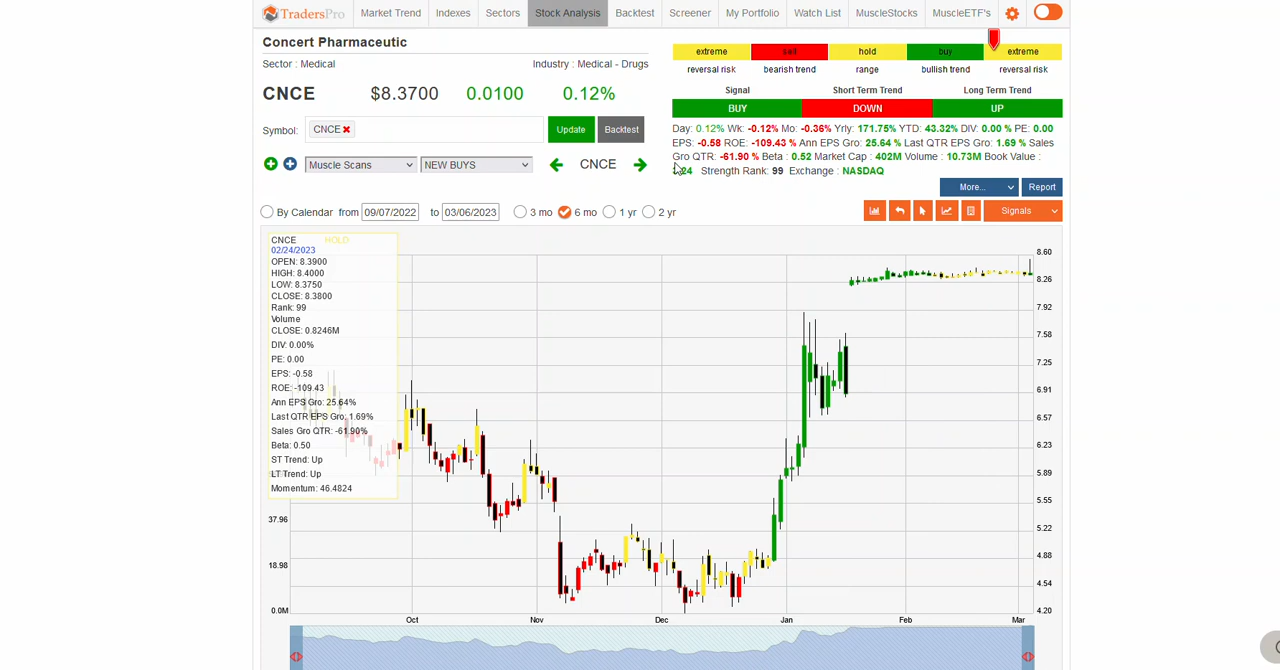 TradersPro Market Trend Indexes Sectors Stock Analysis Backtest Screener My Portfolio Watch List MuscleStocks MuscleETF's
Concert Pharmaceutic
Sector : Medical Industry : Medical - Drugs
CNCE $8.3700 0.0100 0.12%
Symbol: CNCE Update Backtest
Muscle Scans NEW BUYS CNCE
extreme sell hold buy extreme
reversal risk bearish trend range bullish trend reversal risk
Signal Short Term Trend Long Term Trend
BUY DOWN UP
Day: 0.12% Wk: -0.12% Mo: -0.36% Yrly: 171.75% YTD: 43.32% DIV: 0.00 % PE: 0.00
EPS: -0.58 ROE: -109.43 % Ann EPS Gro: 25.64 % Last QTR EPS Gro: 1.69 % Sales
Gro QTR: -61.90 % Beta : 0.52 Market Cap : 402M Volume : 10.73M Book Value :
24 Strength Rank: 99 Exchange : NASDAQ
More... Report
By Calendar from 09/07/2022 to 03/06/2023 3 mo 6 mo 1 yr 2 yr
Signals
CNCE HOLD
02/24/2023
OPEN: 8.3900
HIGH: 8.4000
LOW: 8.3750
CLOSE: 8.3800
Rank: 99
Volume
CLOSE: 0.8246M
DIV: 0.00%
PE: 0.00
EPS: -0.58
ROE: -109.43
Ann EPS Gro: 25.64%
Last QTR EPS Gro: 1.69%
Sales Gro QTR: -61.90%
Beta: 0.50
ST Trend: Up
LT Trend: Up
Momentum: 46.4824
37.96
18.98
0.0M
8.60
8.26
7.92
7.58
7.25
6.91
6.57
6.23
5.89
5.55
5.22
4.88
4.54
4.20
Oct Nov Dec Jan Feb Mar